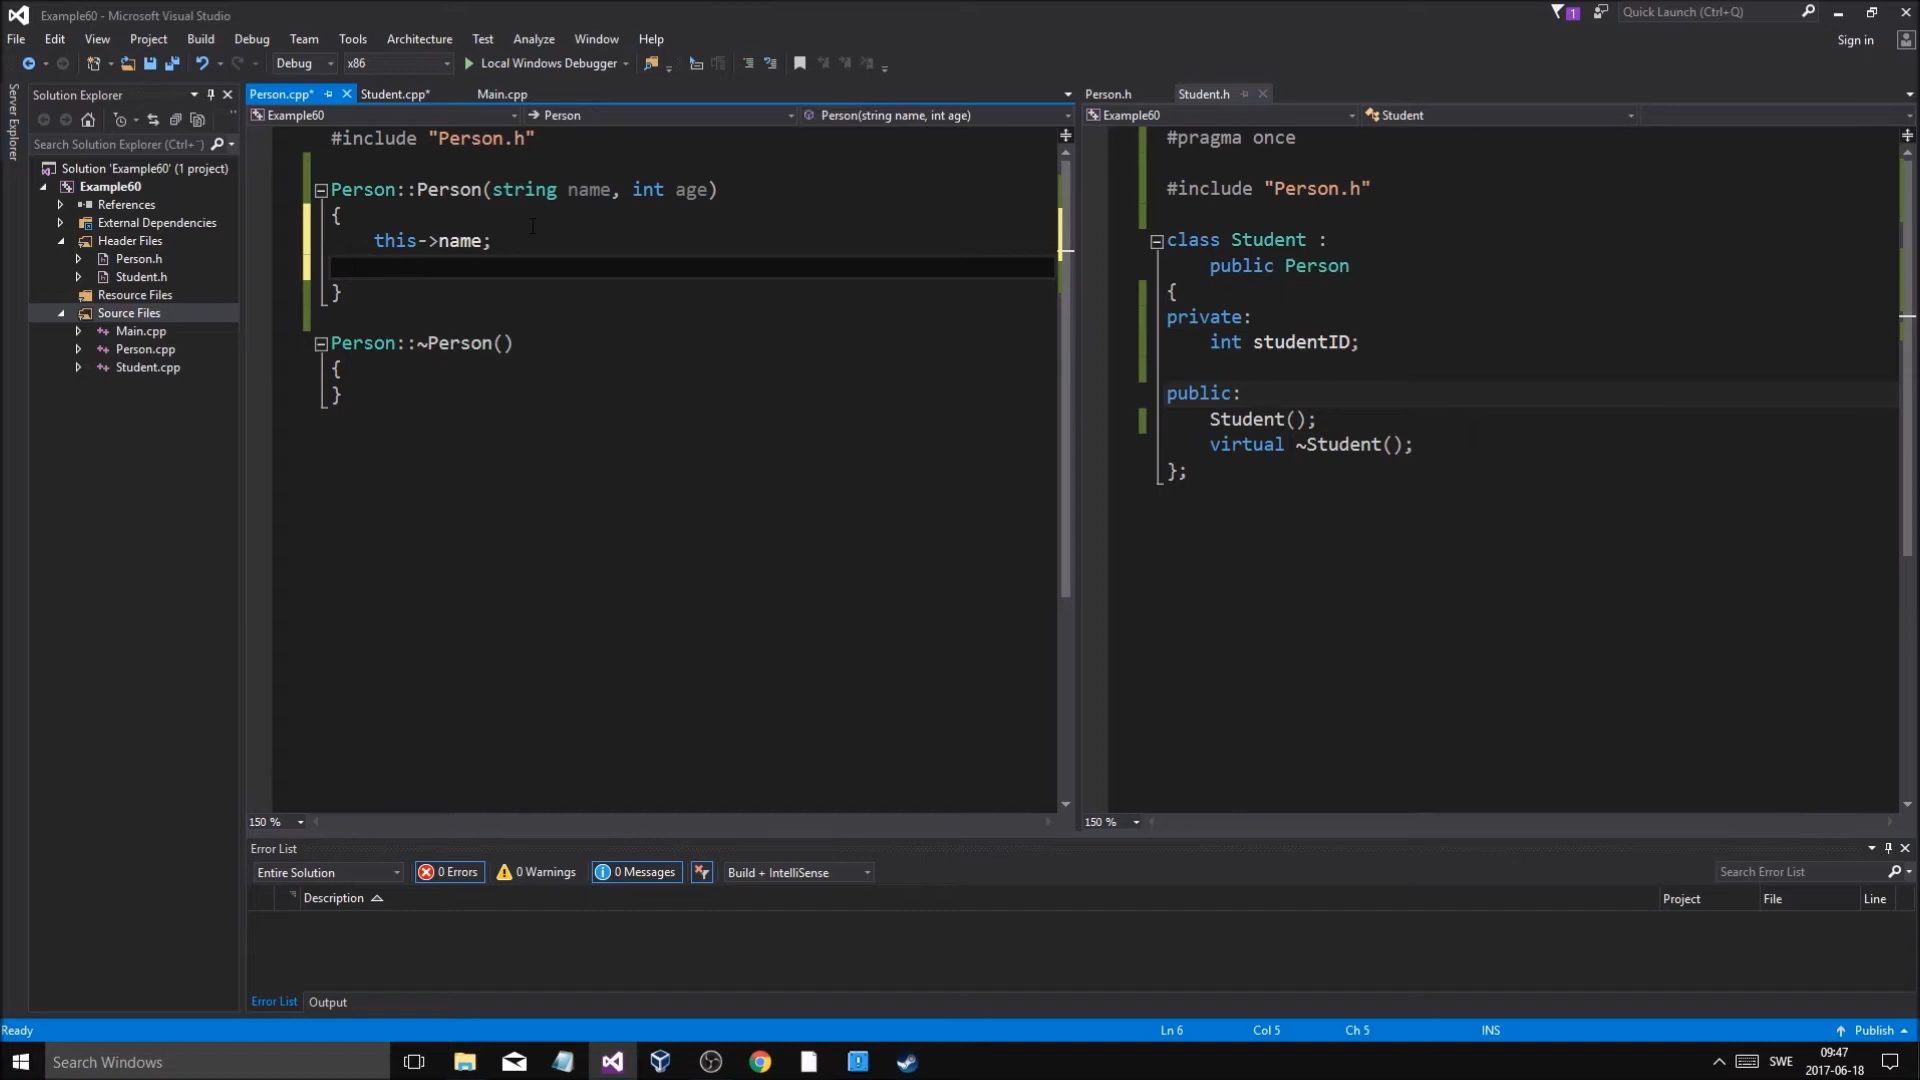 Example60 - Microsoft Visual Studio
1
Quick Launch (Ctrl+Q)
File Edit View Project Build Debug Team Tools Test Analyze Window Help
Sign in
Debug x86 Local Windows Debugger
Server Explorer
Solution Explorer
Search Solution Explorer (Ctrl+
Solution 'Example60' (1 project)
Example60
References
External Dependencies
Header Files
Person.h
Student.h
Resource Files
Source Files
Main.cpp
Person.cpp
Student.cpp
Person.cpp* Student.cpp* Main.cpp
Example60 Person Person(string name, int age)
#include "Person.h"
Person::Person(string name, int age)
{
this->name;
}
Person::~Person()
{
}
150 %
Person.h Student.h
Example60 Student
#pragma once
#include "Person.h"
class Student :
public Person
{
private:
int studentID;
public:
Student();
virtual ~Student();
};
150 %
Error List
Entire Solution 0 Errors 0 Warnings 0 Messages Build + IntelliSense Search Error List
Description Project File Line
Error List Output
Ready Ln 6 Col 5 Ch 5 INS Publish
Search Windows
SWE
09:47
2017-06-18